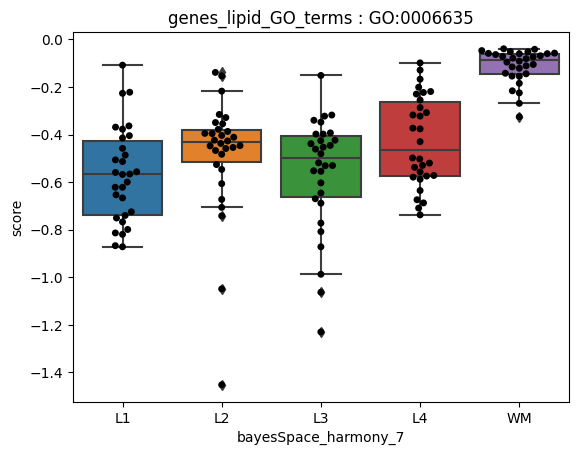 genes_lipid_GO_terms : GO:0006635
0.0
−0.2
−0.4
−0.6
−0.8
−1.0
−1.2
−1.4
score
L1 L2 L3 L4 WM
bayesSpace_harmony_7